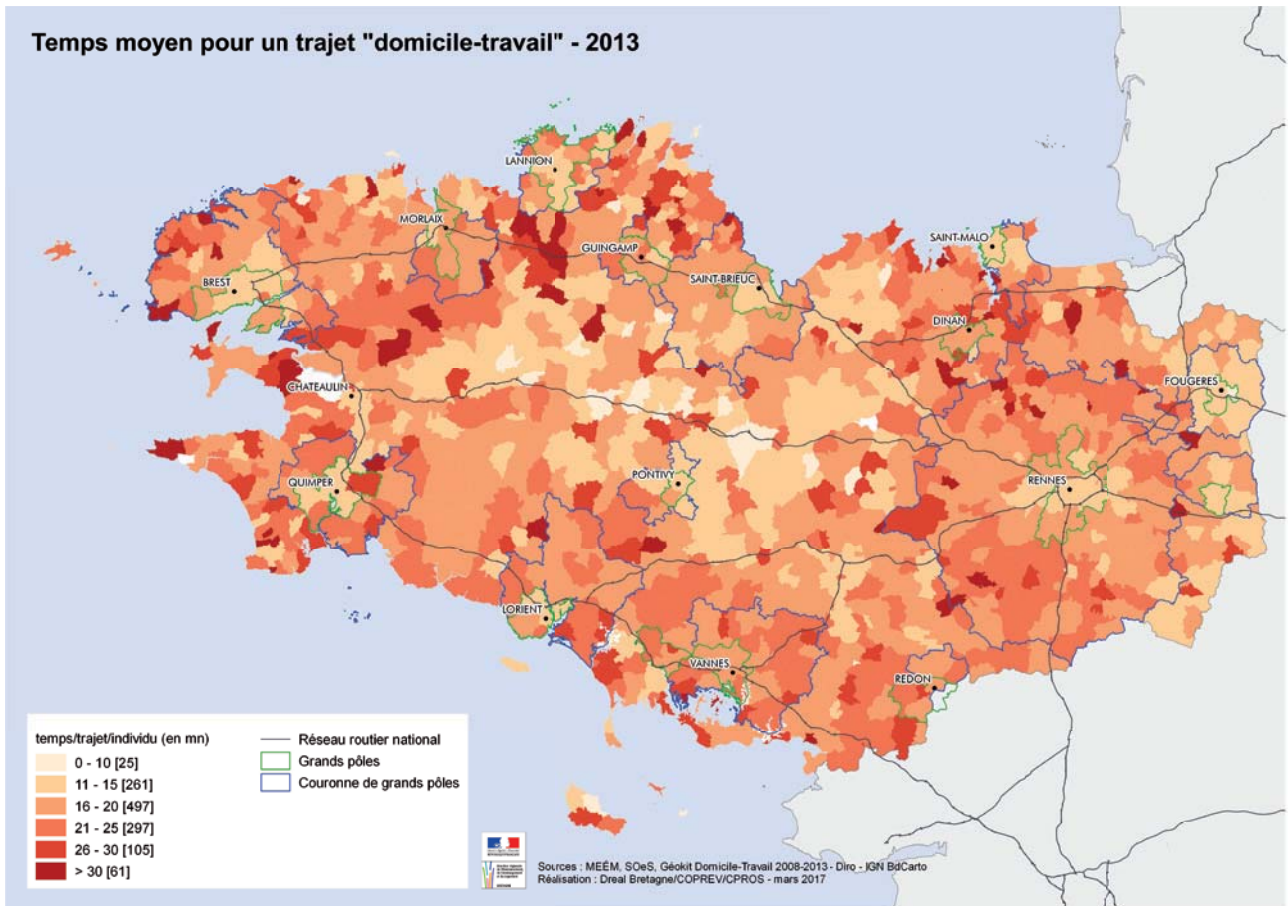 Temps moyen pour un trajet "domicile-travail" - 2013
LANNION
MORLAIX
GUINGAMP
SAINT-MALO
BREST
SAINT-BRIEUC
DINAN
CHATEAULIN
FOUGERES
QUIMPER
PONTIVY
RENNES
LORIENT
VANNES
REDON
temps/trajet/individu (en mn)
0 - 10 [25]
11 - 15 [261]
16 - 20 [497]
21 - 25 [297]
26 - 30 [105]
> 30 [61]
Réseau routier national
Grands pôles
Couronne de grands pôles
Sources : MEÉM, SOeS, Géokit Domicile-Travail 2008-2013 - Diro - IGN BdCarto
Réalisation : Dreal Bretagne/COPREV/CPROS - mars 2017